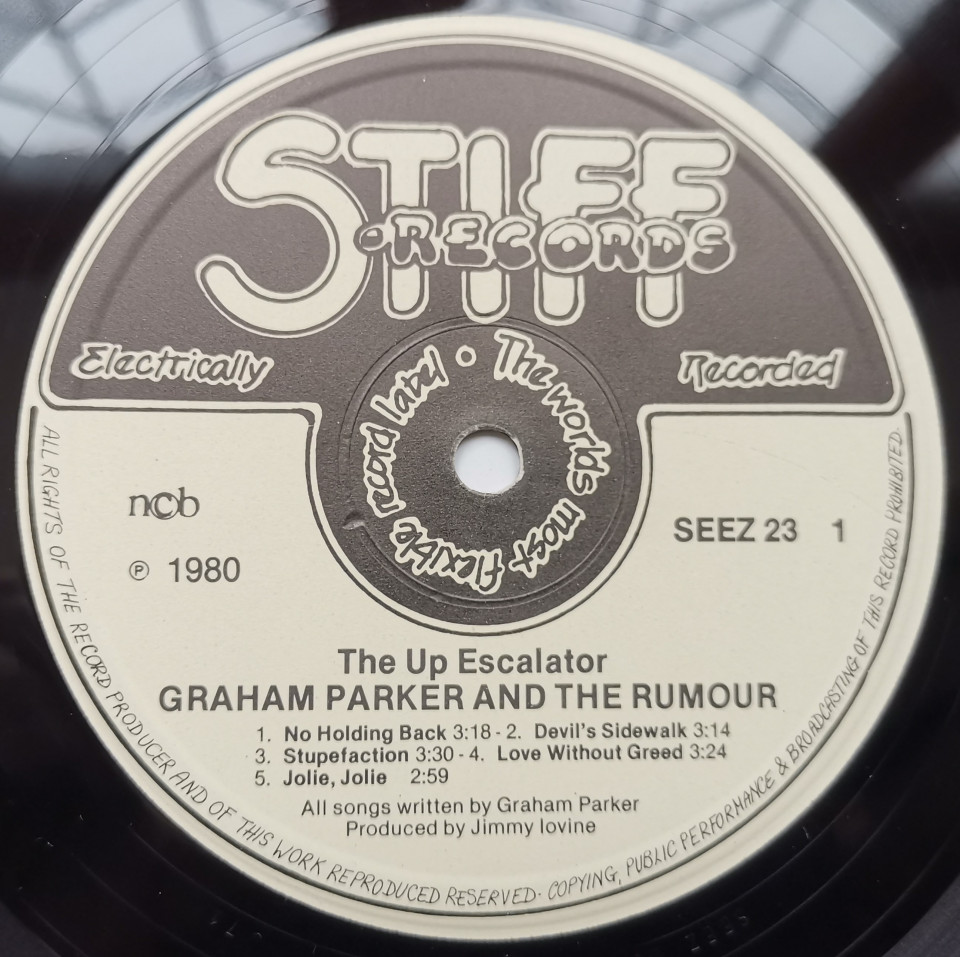 STIFF
RECORDS
Electrically
Recorded
The worlds most flexible record label
ncb
SEEZ 23 1
℗ 1980
The Up Escalator
GRAHAM PARKER AND THE RUMOUR
1. No Holding Back 3:18 - 2. Devil's Sidewalk 3:14
3. Stupefaction 3:30 - 4. Love Without Greed 3:24
5. Jolie, Jolie 2:59
All songs written by Graham Parker
Produced by Jimmy Iovine
ALL RIGHTS OF THE RECORD PRODUCER AND OF THIS WORK REPRODUCED RESERVED · COPYING, PUBLIC PERFORMANCE & BROADCASTING OF THIS RECORD PROHIBITED